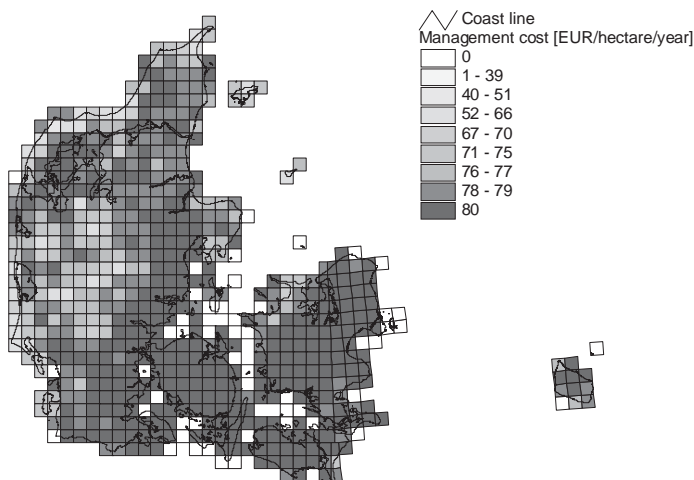 Coast line
Management cost [EUR/hectare/year]
0
1 - 39
40 - 51
52 - 66
67 - 70
71 - 75
76 - 77
78 - 79
80